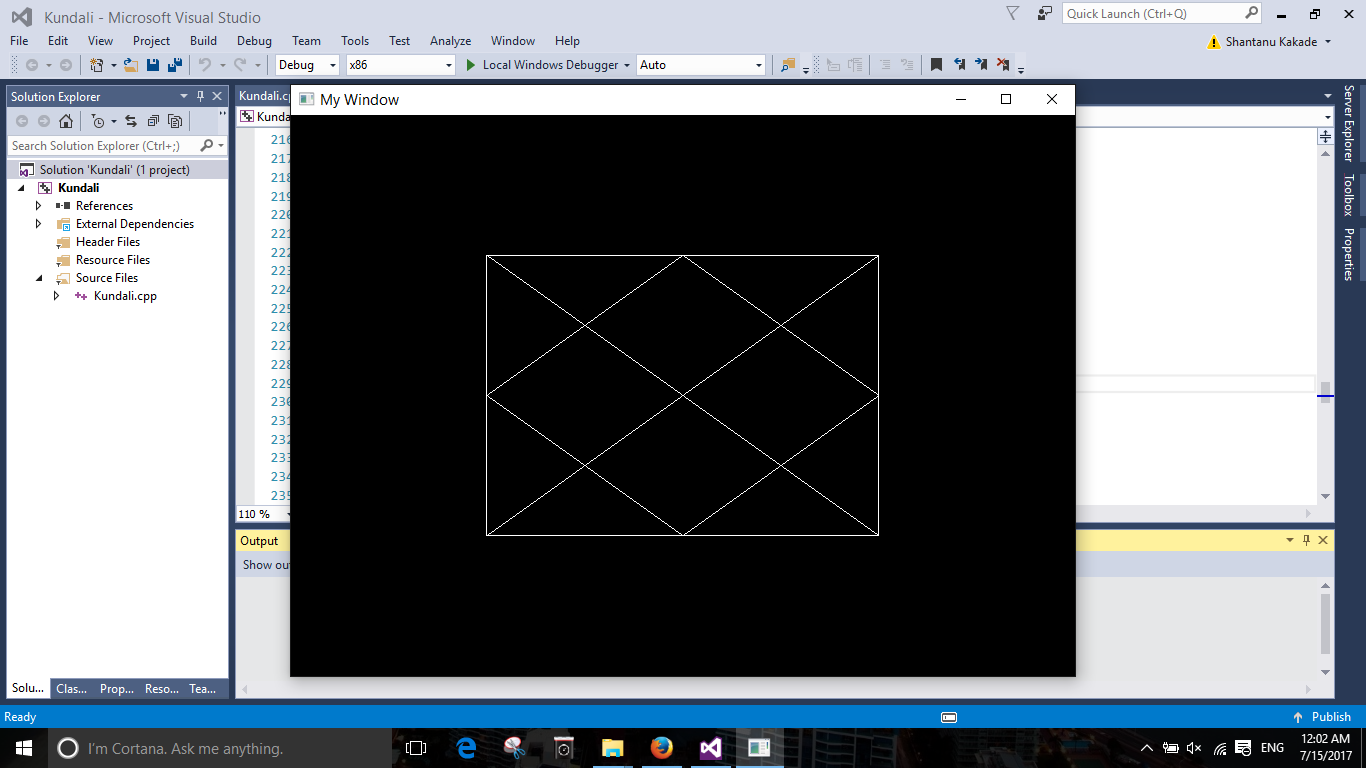 Kundali - Microsoft Visual Studio
Quick Launch (Ctrl+Q)
File Edit View Project Build Debug Team Tools Test Analyze Window Help
Shantanu Kakade
Debug x86 Local Windows Debugger Auto
Solution Explorer
Search Solution Explorer (Ctrl+;)
Solution 'Kundali' (1 project)
Kundali
References
External Dependencies
Header Files
Resource Files
Source Files
Kundali.cpp
Solu... Clas... Prop... Reso... Tea...
Kundali.c
Kunda
My Window
216
217
218
219
220
221
222
223
224
225
226
227
228
229
230
231
232
233
234
235
110 %
Output
Show ou
Server Explorer
Toolbox
Properties
Ready
Publish
I'm Cortana. Ask me anything.
ENG
12:02 AM
7/15/2017